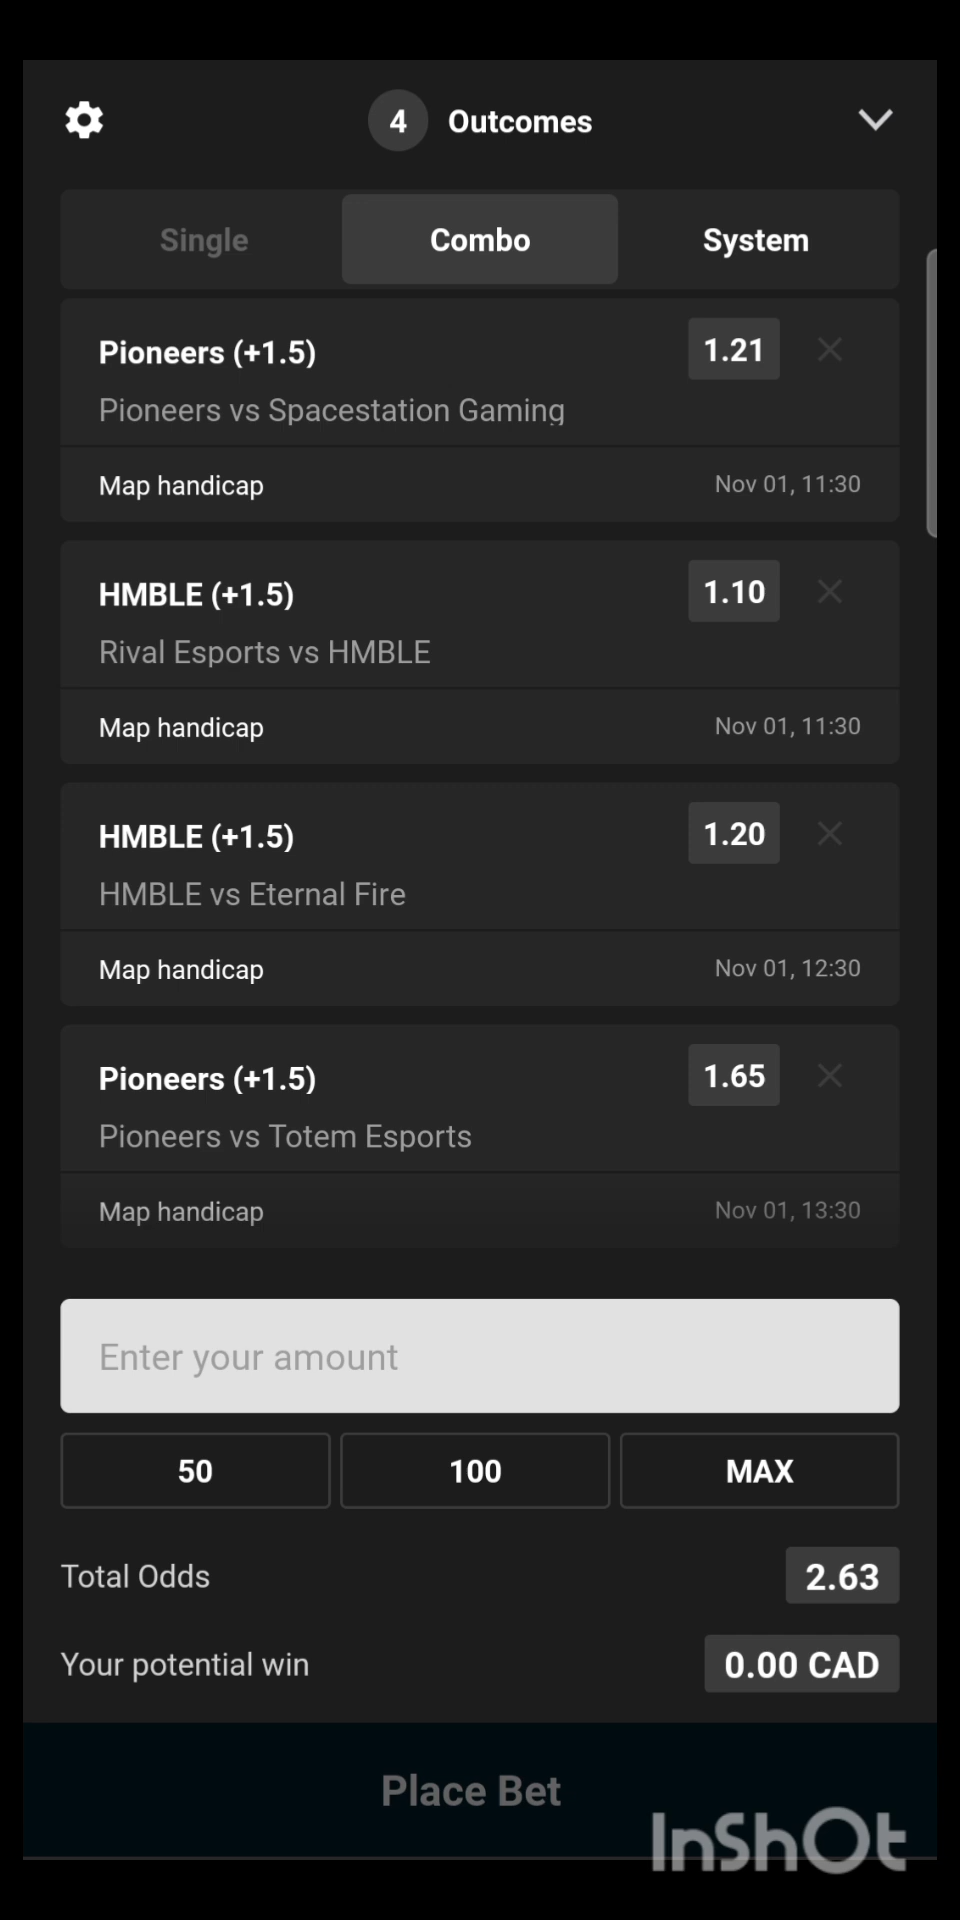 4 Outcomes
Single Combo System
Pioneers (+1.5) 1.21
Pioneers vs Spacestation Gaming
Map handicap Nov 01, 11:30
HMBLE (+1.5) 1.10
Rival Esports vs HMBLE
Map handicap Nov 01, 11:30
HMBLE (+1.5) 1.20
HMBLE vs Eternal Fire
Map handicap Nov 01, 12:30
Pioneers (+1.5) 1.65
Pioneers vs Totem Esports
Map handicap Nov 01, 13:30
Enter your amount
50 100 MAX
Total Odds 2.63
Your potential win 0.00 CAD
Place Bet
InShOt